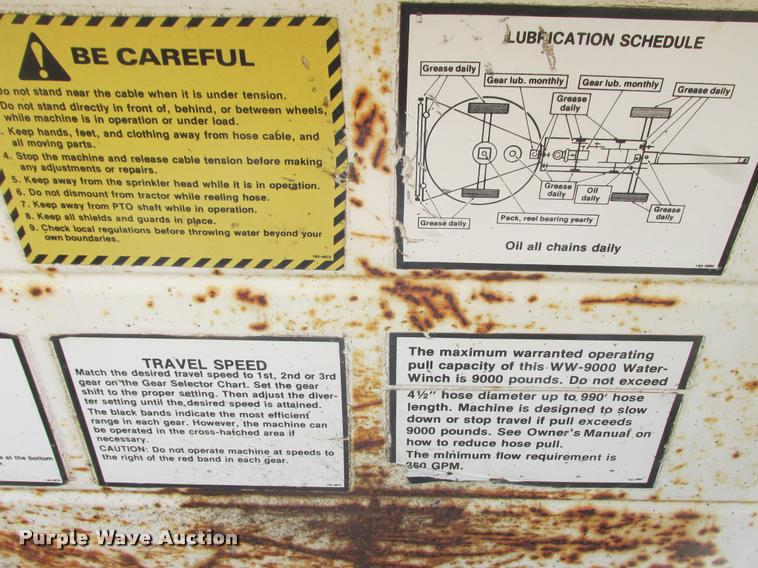 BE CAREFUL
Do not stand near the cable when it is under tension.
Do not stand directly in front of, behind, or between wheels,
while machine is in operation or under load.
3. Keep hands, feet, and clothing away from hose cable, and
all moving parts.
4. Stop the machine and release cable tension before making
any adjustments or repairs.
5. Keep away from the sprinkler head while it is in operation.
6. Do not dismount from tractor while reeling hose.
7. Keep away from PTO shaft while in operation.
8. Keep all shields and guards in place.
9. Check local regulations before throwing water beyond your
own boundaries.
LUBRICATION SCHEDULE
Grease daily
Gear lub. monthly
Gear lub. monthly
Grease daily
Grease
daily
Grease daily
Grease
daily
Oil
daily
Grease
daily
Pack, reel bearing yearly
Oil all chains daily
s at the bottom
TRAVEL SPEED
Match the desired travel speed to 1st, 2nd or 3rd
gear on the Gear Selector Chart. Set the gear
shift to the proper setting. Then adjust the diver-
ter setting until the desired speed is attained.
The black bands indicate the most efficient
range in each gear. However, the machine can
be operated in the cross-hatched area if
necessary.
CAUTION: Do not operate machine at speeds to
the right of the red band in each gear.
The maximum warranted operating
pull capacity of this WW-9000 Water-
Winch is 9000 pounds. Do not exceed
4½" hose diameter up to 990' hose
length. Machine is designed to slow
down or stop travel if pull exceeds
9000 pounds. See Owner's Manual on
how to reduce hose pull.
The minimum flow requirement is
360 GPM.
Purple Wave Auction